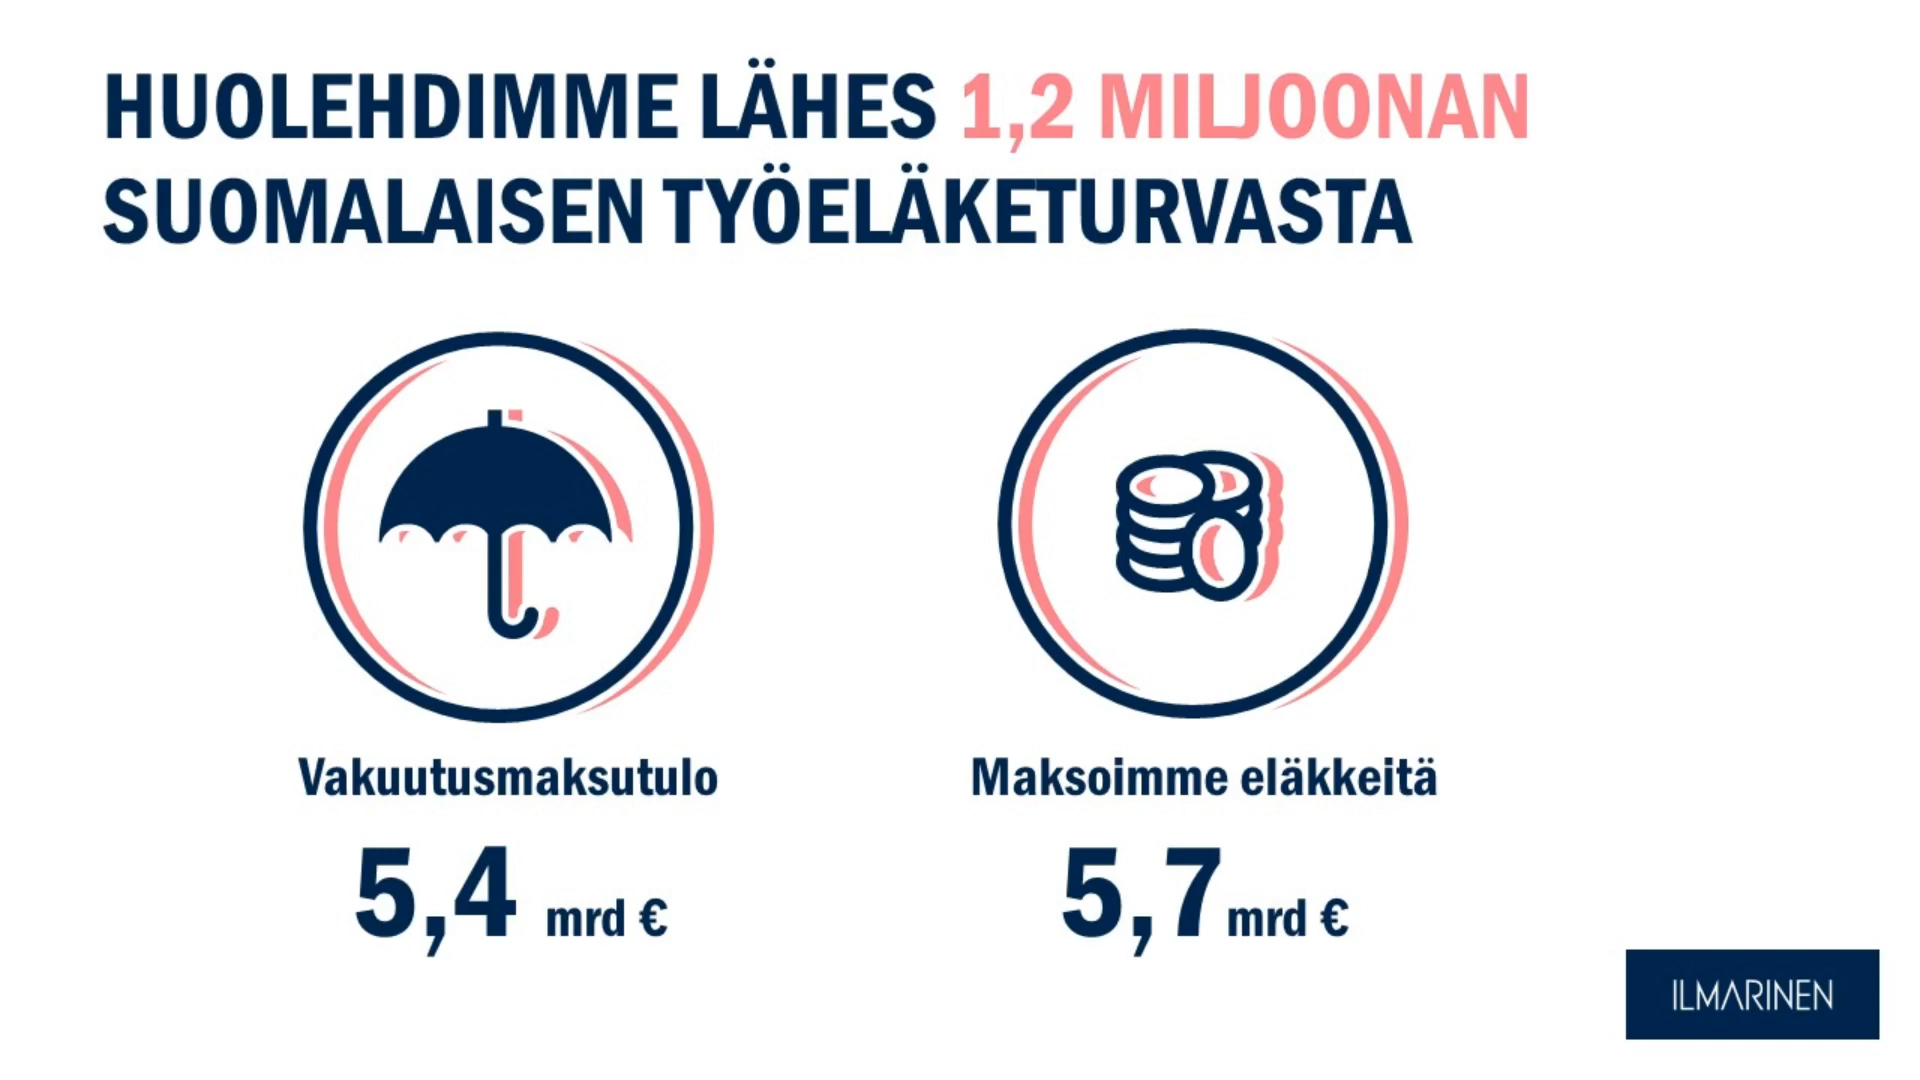 HUOLEHDIMME LÄHES 1,2 MILJOONAN
SUOMALAISEN TYÖELÄKETURVASTA
Vakuutusmaksutulo
5,4 mrd €
Maksoimme eläkkeitä
5,7 mrd €
ILMARINEN